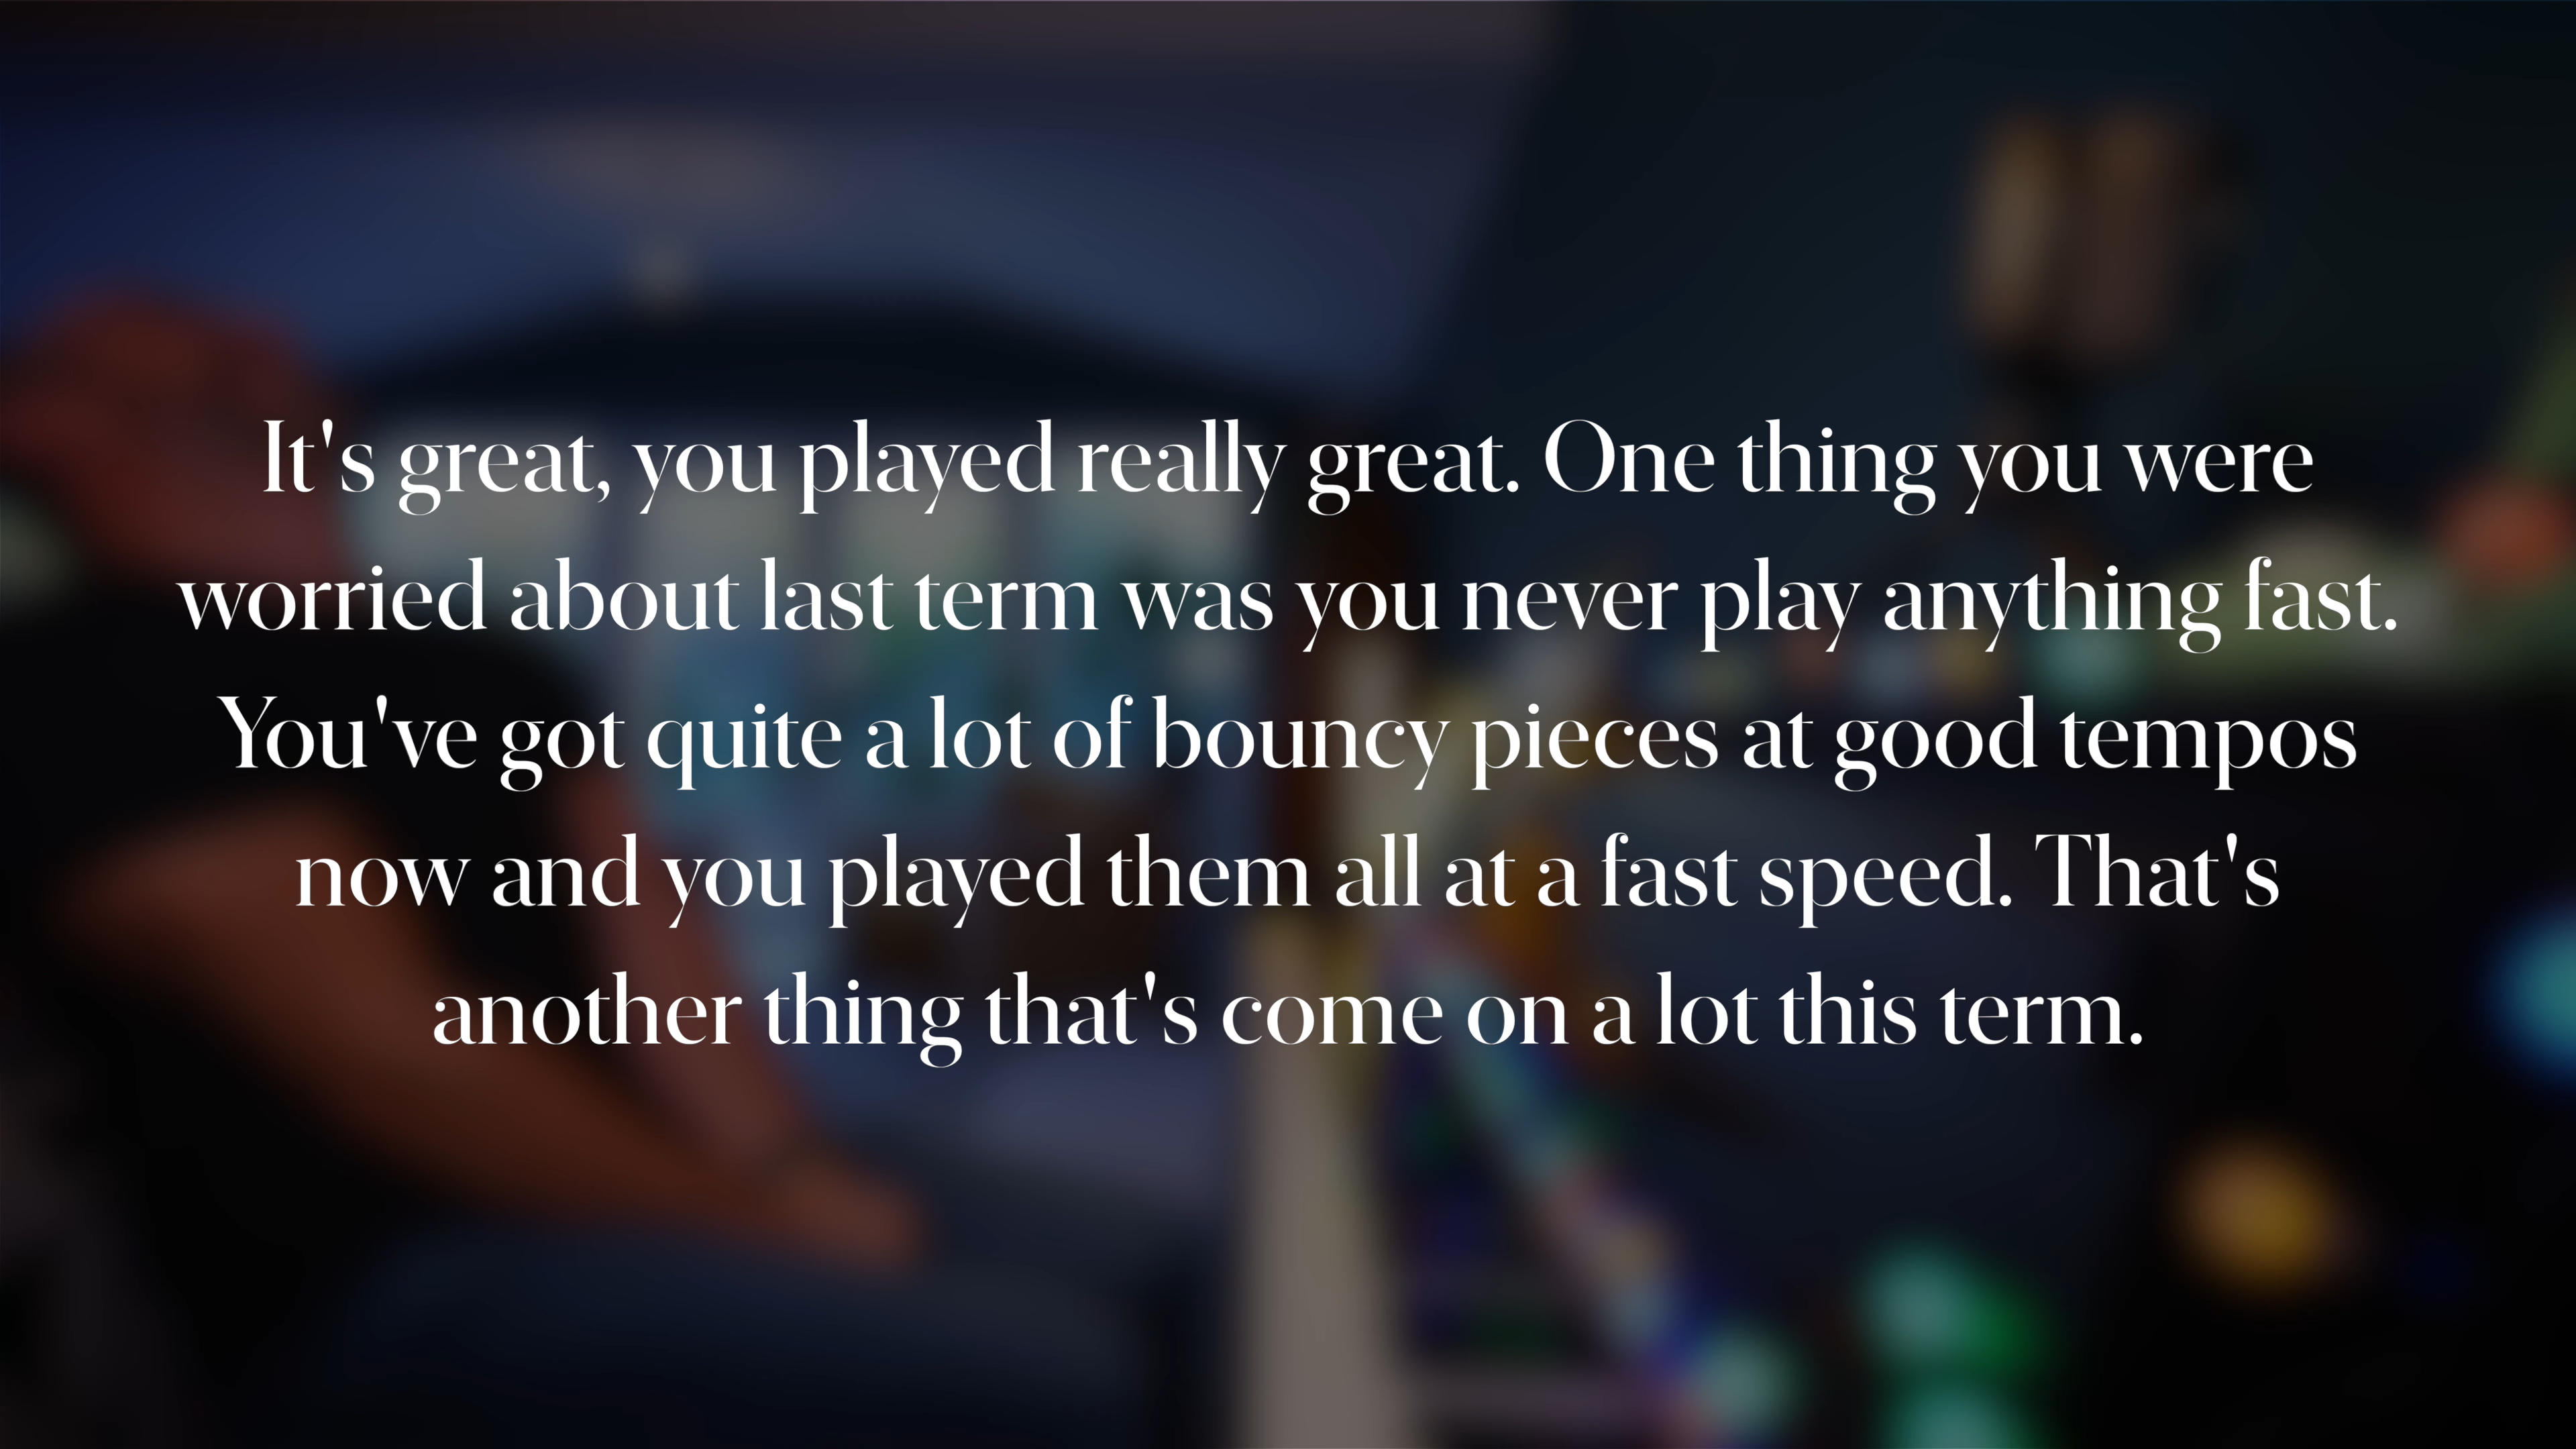 It's great, you played really great. One thing you were
worried about last term was you never play anything fast.
You've got quite a lot of bouncy pieces at good tempos
now and you played them all at a fast speed. That's
another thing that's come on a lot this term.